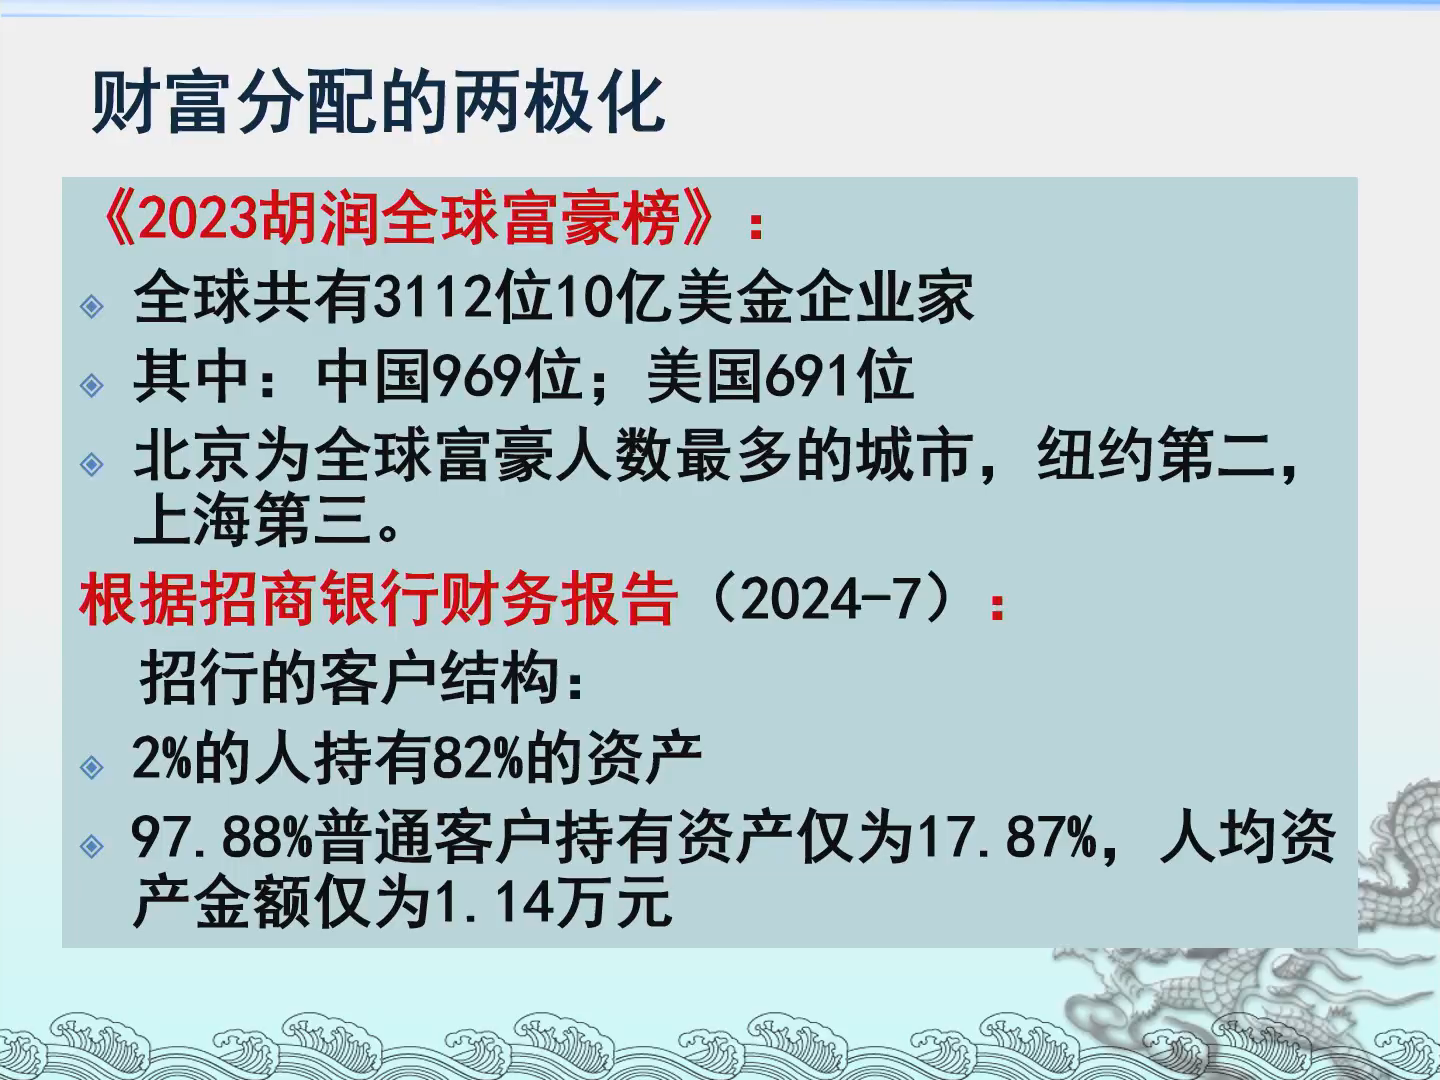 财富分配的两极化
《2023胡润全球富豪榜》：
全球共有3112位10亿美金企业家
其中：中国969位；美国691位
北京为全球富豪人数最多的城市，纽约第二，
上海第三。
根据招商银行财务报告（2024-7）：
招行的客户结构：
2%的人持有82%的资产
97.88%普通客户持有资产仅为17.87%，人均资
产金额仅为1.14万元